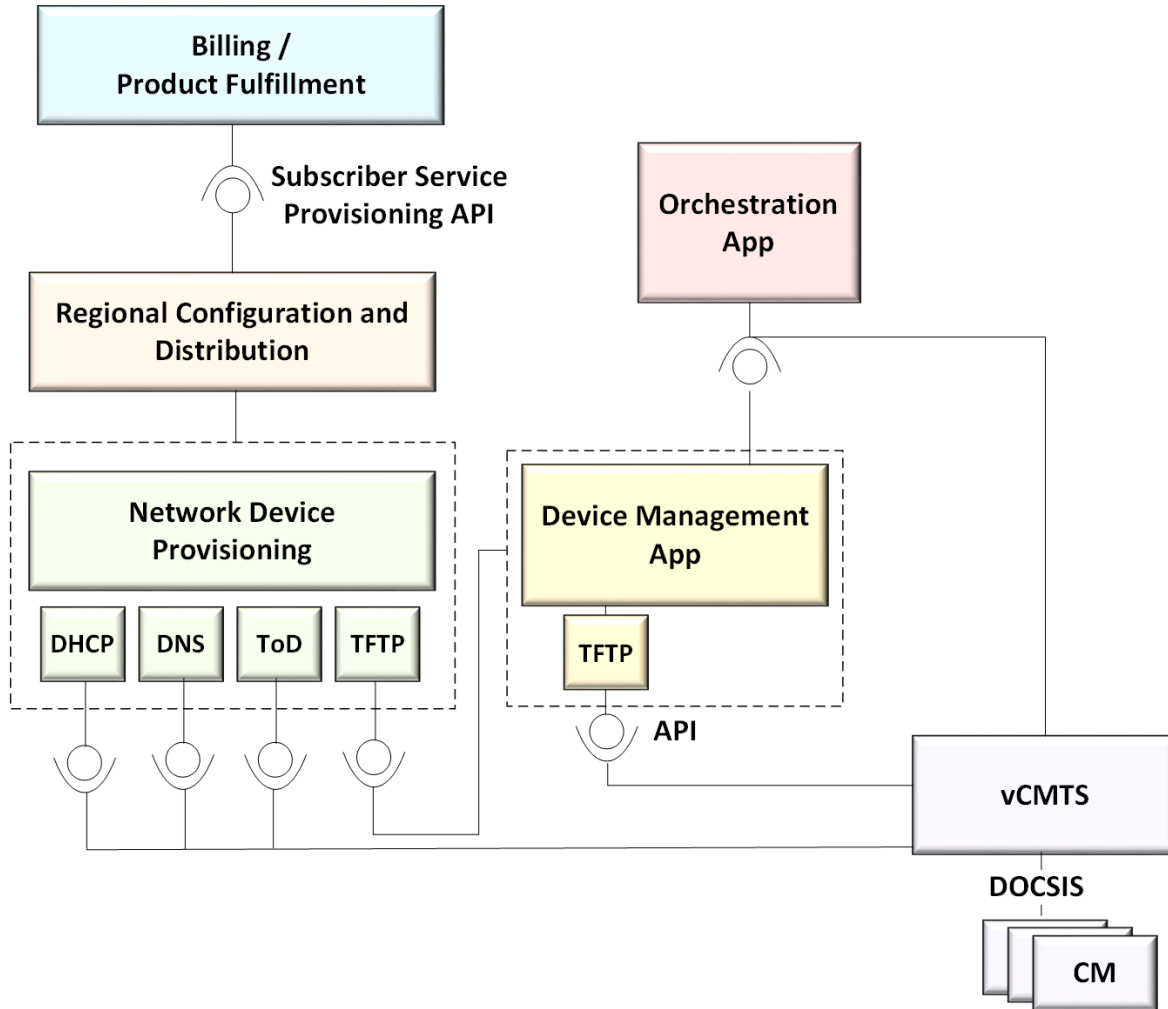 Billing /
Product Fulfillment
Subscriber Service
Provisioning API
Orchestration
App
Regional Configuration and
Distribution
Network Device
Provisioning
Device Management
App
DHCP
DNS
ToD
TFTP
TFTP
API
vCMTS
DOCSIS
CM